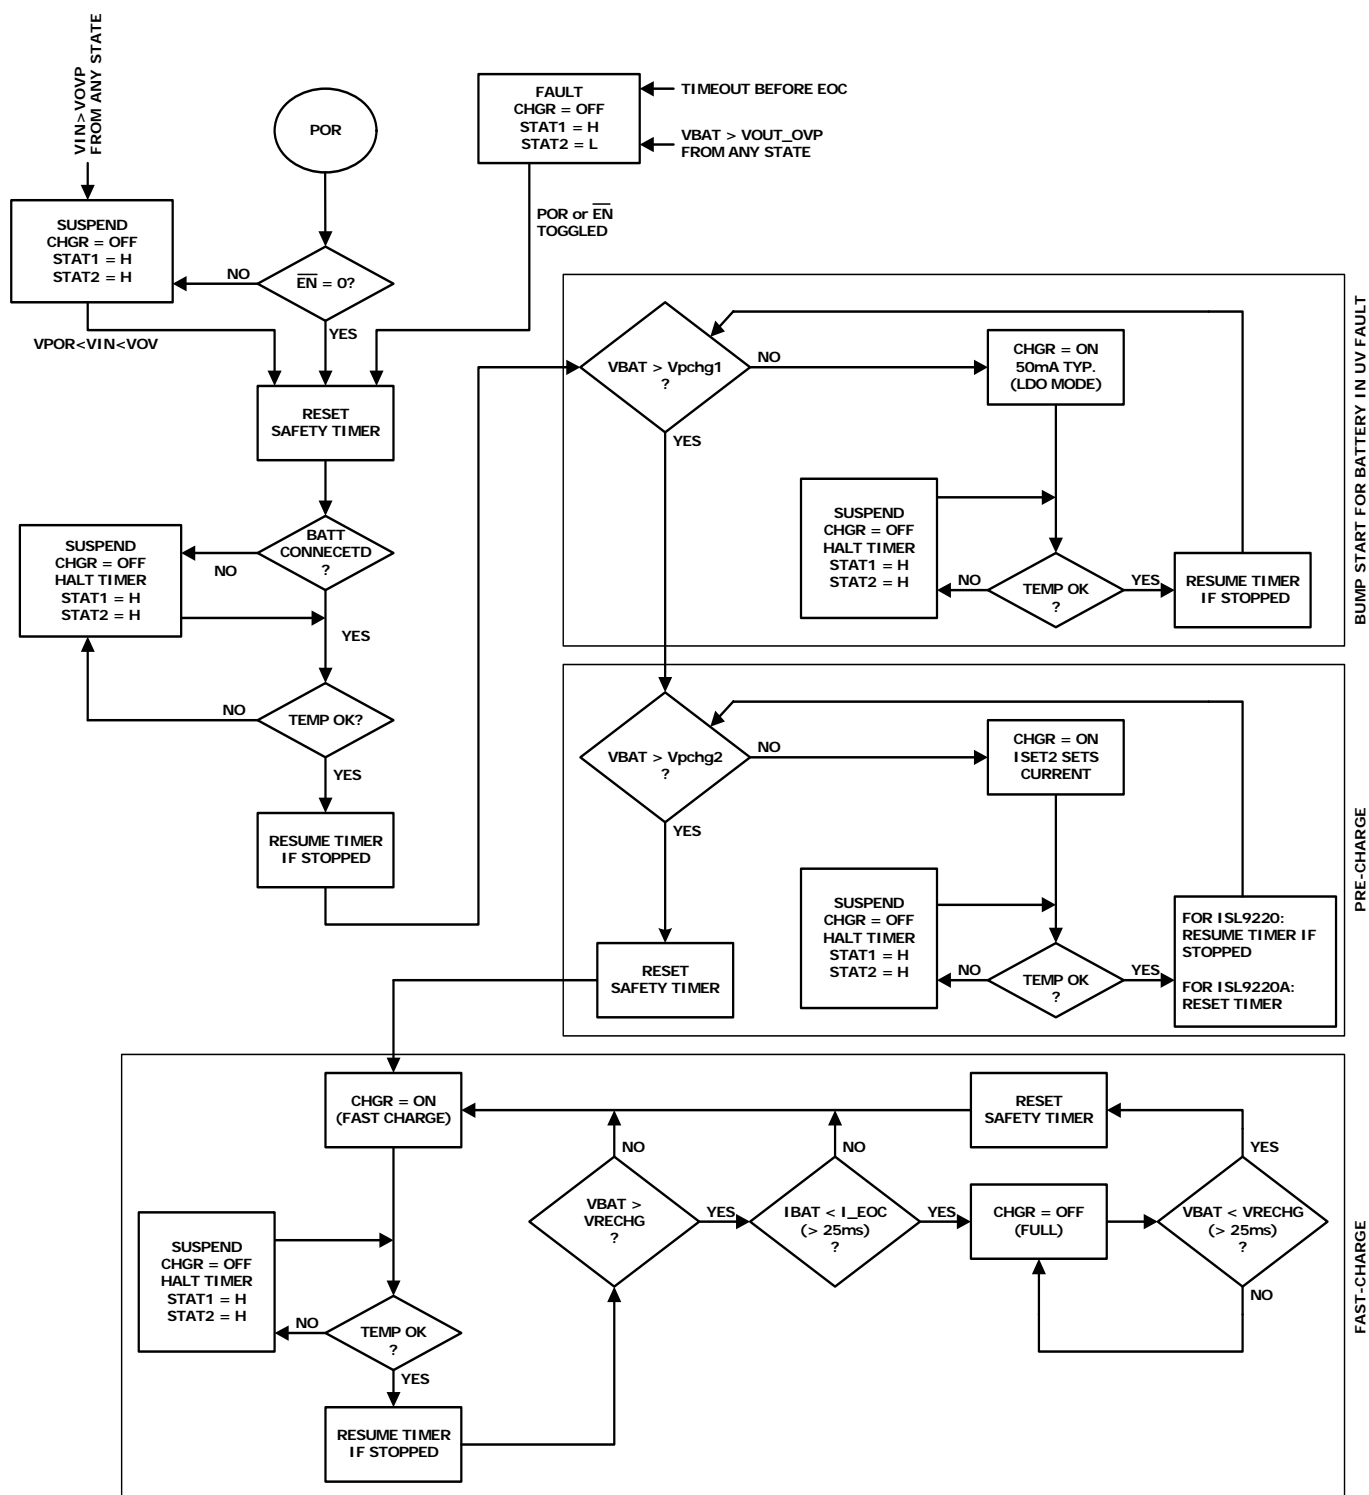 VIN>VOVP
FROM ANY STATE
POR
FAULT
CHGR = OFF
STAT1 = H
STAT2 = L
TIMEOUT BEFORE EOC
VBAT > VOUT_OVP
FROM ANY STATE
SUSPEND
CHGR = OFF
STAT1 = H
STAT2 = H
NO
EN = 0?
YES
POR or EN
TOGGLED
VPOR<VIN<VOV
RESET
SAFETY TIMER
BATT
CONNECETD
?
NO
YES
SUSPEND
CHGR = OFF
HALT TIMER
STAT1 = H
STAT2 = H
TEMP OK?
NO
YES
RESUME TIMER
IF STOPPED
BUMP START FOR BATTERY IN UV FAULT
VBAT > Vpchg1
?
NO
YES
CHGR = ON
50mA TYP.
(LDO MODE)
SUSPEND
CHGR = OFF
HALT TIMER
STAT1 = H
STAT2 = H
NO
TEMP OK
?
YES
RESUME TIMER
IF STOPPED
PRE-CHARGE
VBAT > Vpchg2
?
NO
YES
CHGR = ON
ISET2 SETS
CURRENT
SUSPEND
CHGR = OFF
HALT TIMER
STAT1 = H
STAT2 = H
NO
TEMP OK
?
YES
FOR ISL9220:
RESUME TIMER IF
STOPPED
FOR ISL9220A:
RESET TIMER
RESET
SAFETY TIMER
FAST-CHARGE
CHGR = ON
(FAST CHARGE)
RESET
SAFETY TIMER
NO
NO
YES
VBAT >
VRECHG
?
YES
IBAT < I_EOC
(> 25ms)
?
YES
CHGR = OFF
(FULL)
VBAT < VRECHG
(> 25ms)
?
NO
SUSPEND
CHGR = OFF
HALT TIMER
STAT1 = H
STAT2 = H
NO
TEMP OK
?
YES
RESUME TIMER
IF STOPPED